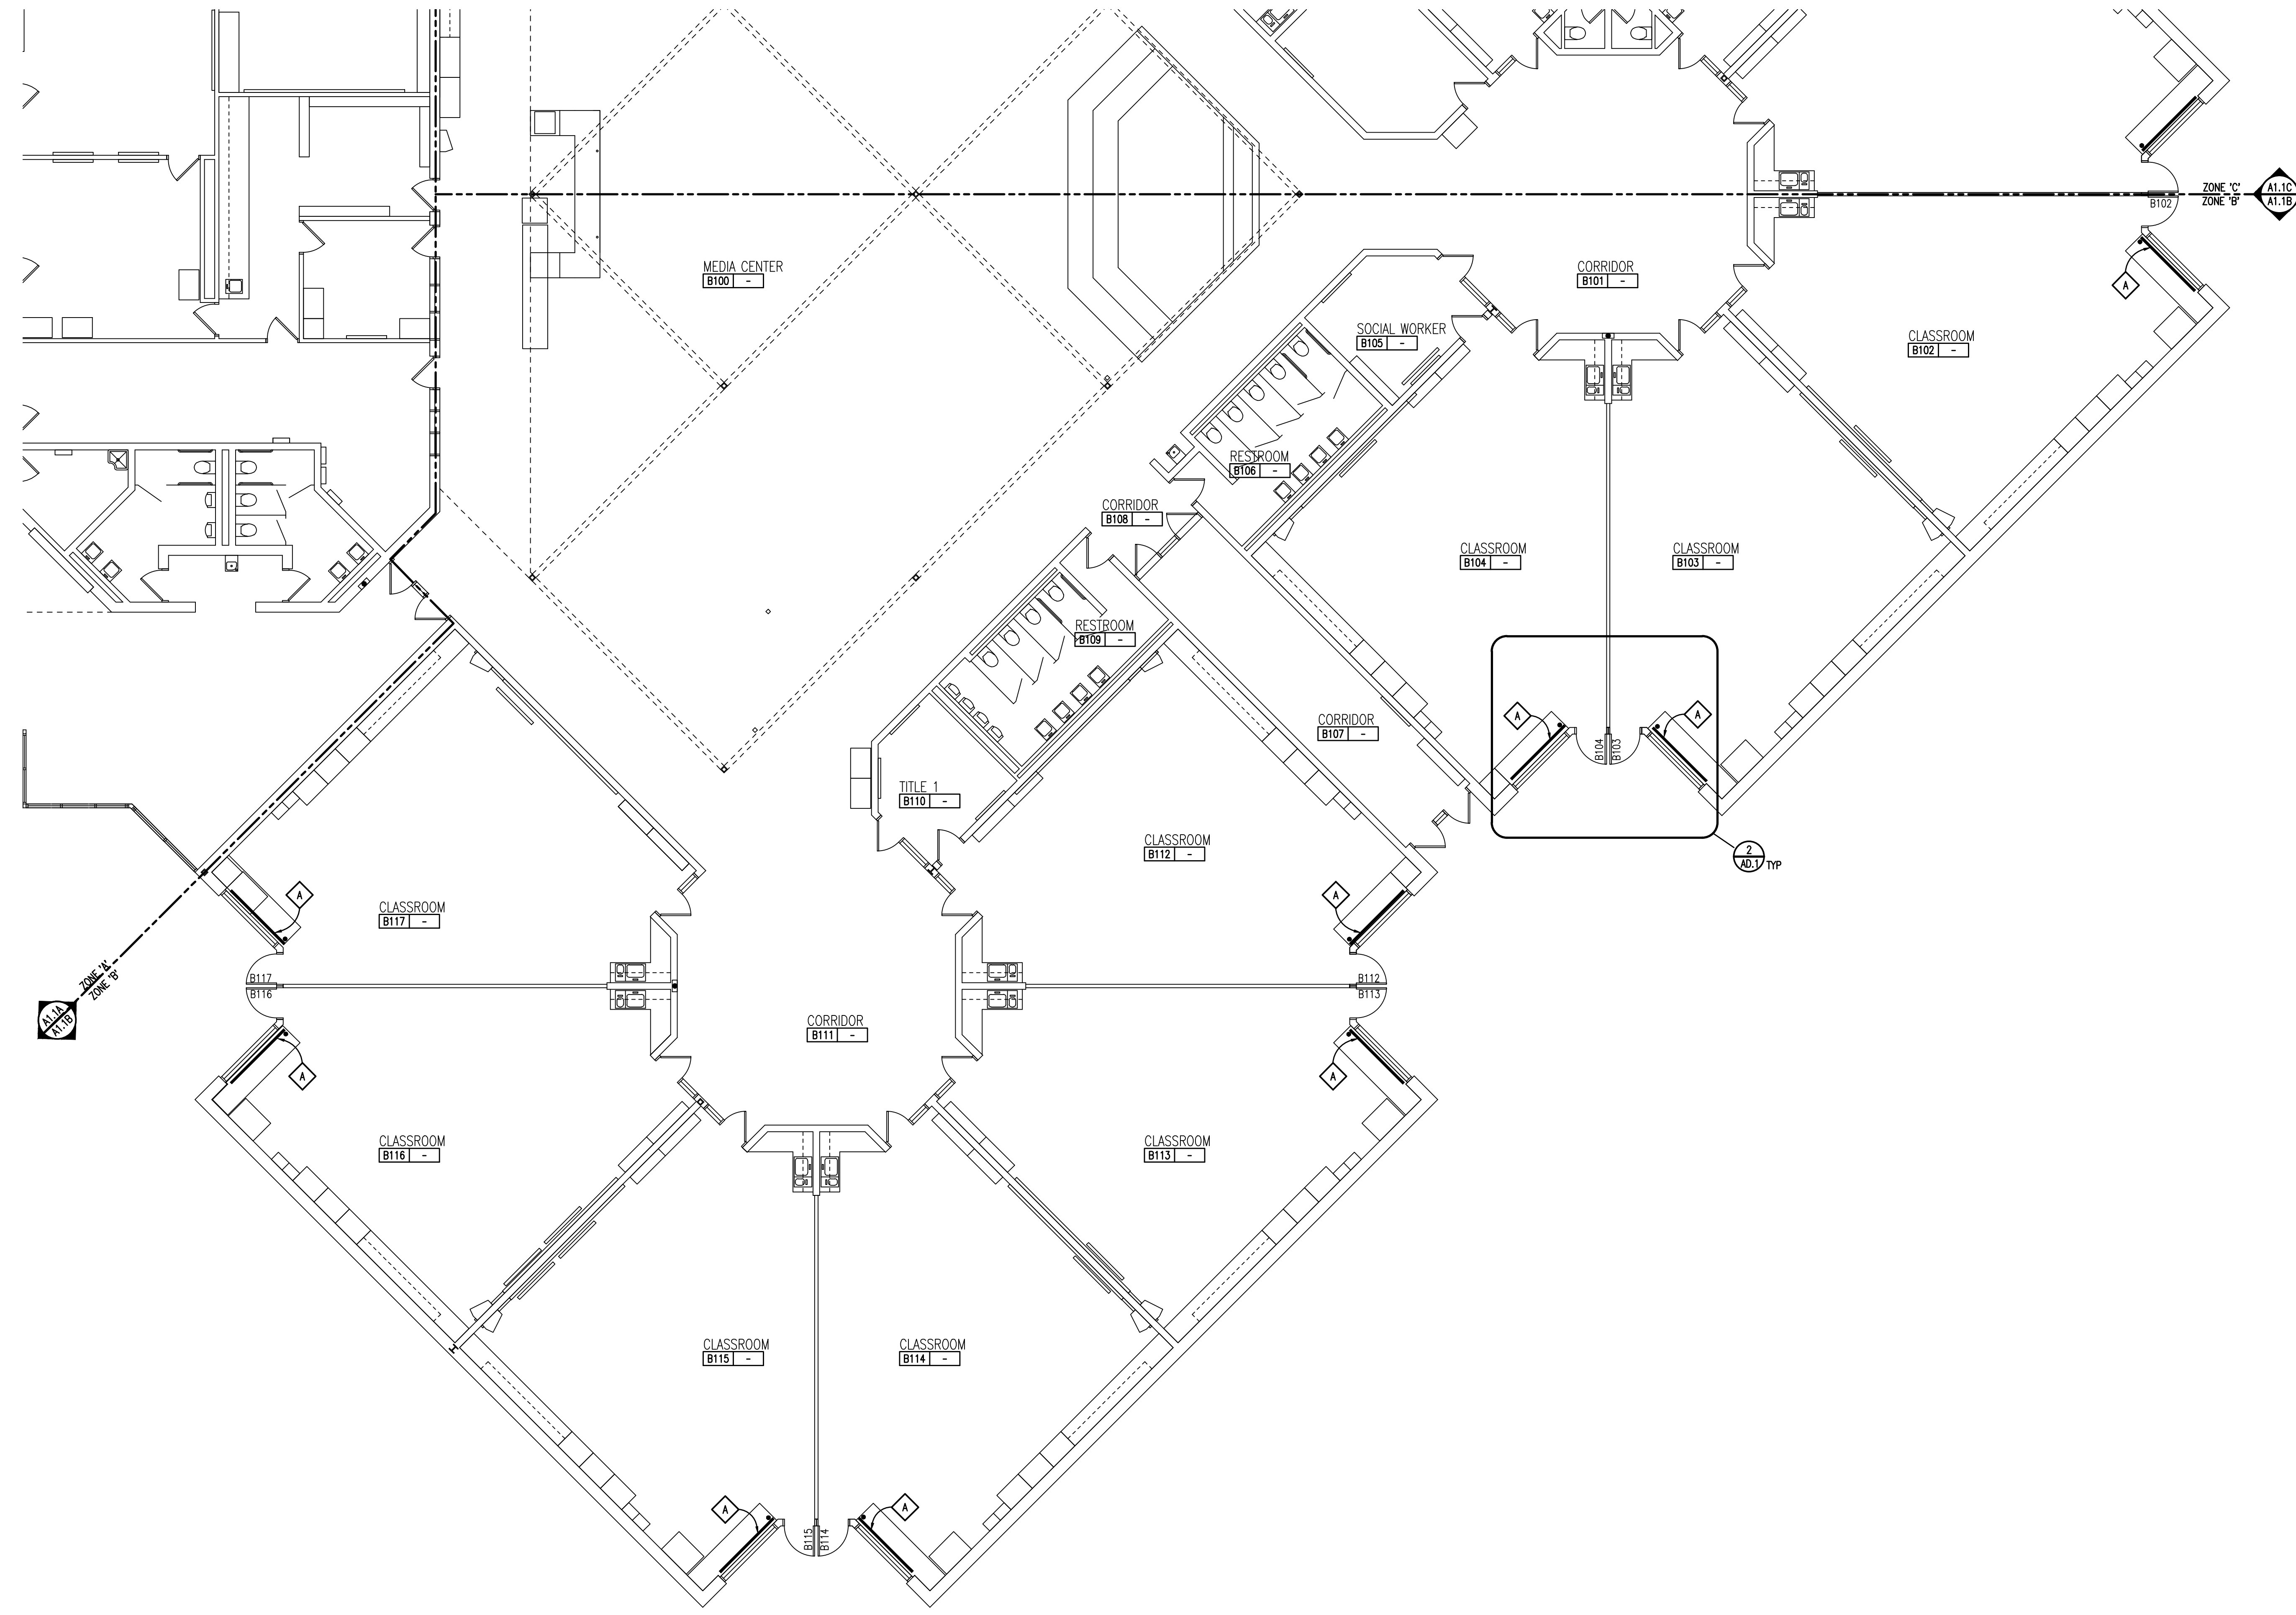 ZONE 'C'
ZONE 'B'
A1.1C
A1.1B
B102
MEDIA CENTER
B100 -
CORRIDOR
B101 -
A
SOCIAL WORKER
B105 -
CLASSROOM
B102 -
RESTROOM
B106 -
CORRIDOR
B108 -
CLASSROOM
B104 -
CLASSROOM
B103 -
RESTROOM
B109 -
CORRIDOR
B107 -
A
A
B104
B103
TITLE 1
B110 -
CLASSROOM
B112 -
2
AD.1 TYP
A
A
CLASSROOM
B117 -
ZONE 'A'
ZONE 'B'
A1.1A
A1.1B
B117
B116
B112
B113
CORRIDOR
B111 -
A
A
CLASSROOM
B116 -
CLASSROOM
B113 -
CLASSROOM
B115 -
CLASSROOM
B114 -
A
A
B115
B114